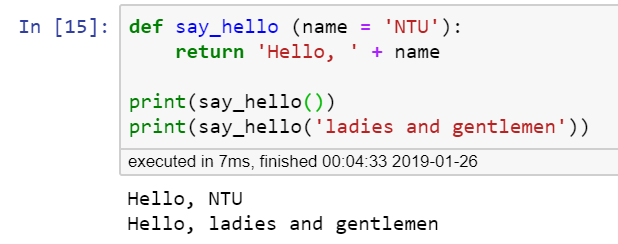 In [15]: def say_hello (name = 'NTU'):
    return 'Hello, ' + name
print(say_hello())
print(say_hello('ladies and gentlemen'))
executed in 7ms, finished 00:04:33 2019-01-26
Hello, NTU
Hello, ladies and gentlemen